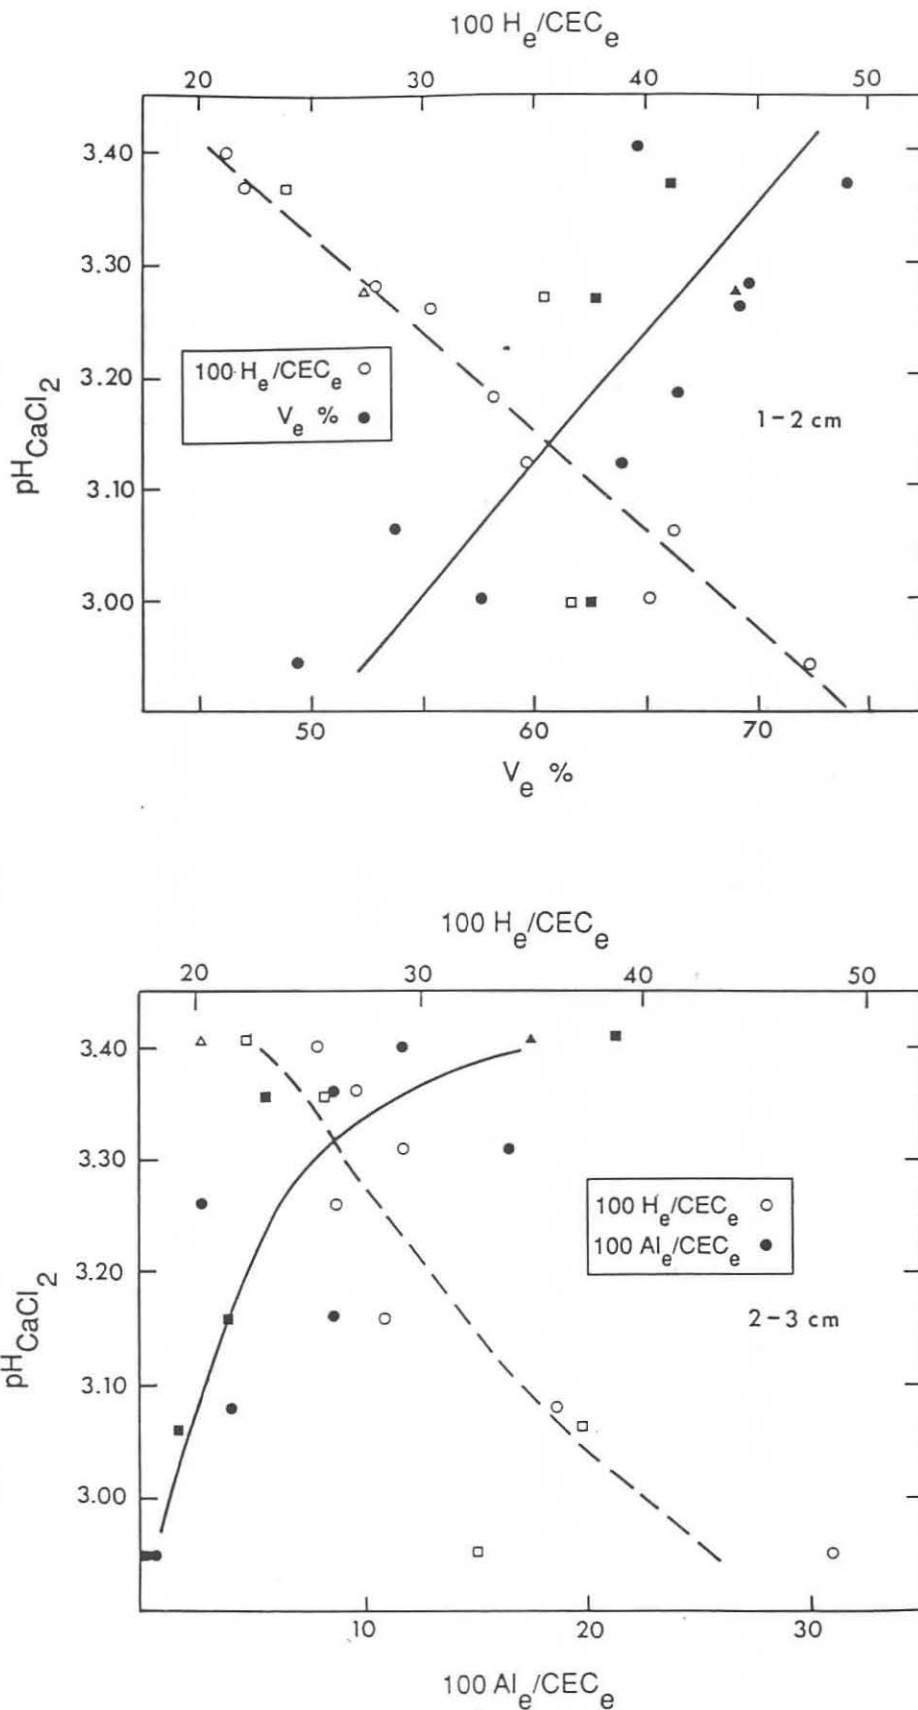 100 He/CECe
20 30 40 50
3.40
3.30
3.20
3.10
3.00
pHCaCl2
100 He/CECe
Ve %
1-2 cm
50 60 70
Ve %
100 He/CECe
20 30 40 50
3.40
3.30
3.20
3.10
3.00
pHCaCl2
100 He/CECe
100 Ale/CECe
2-3 cm
10 20 30
100 Ale/CECe